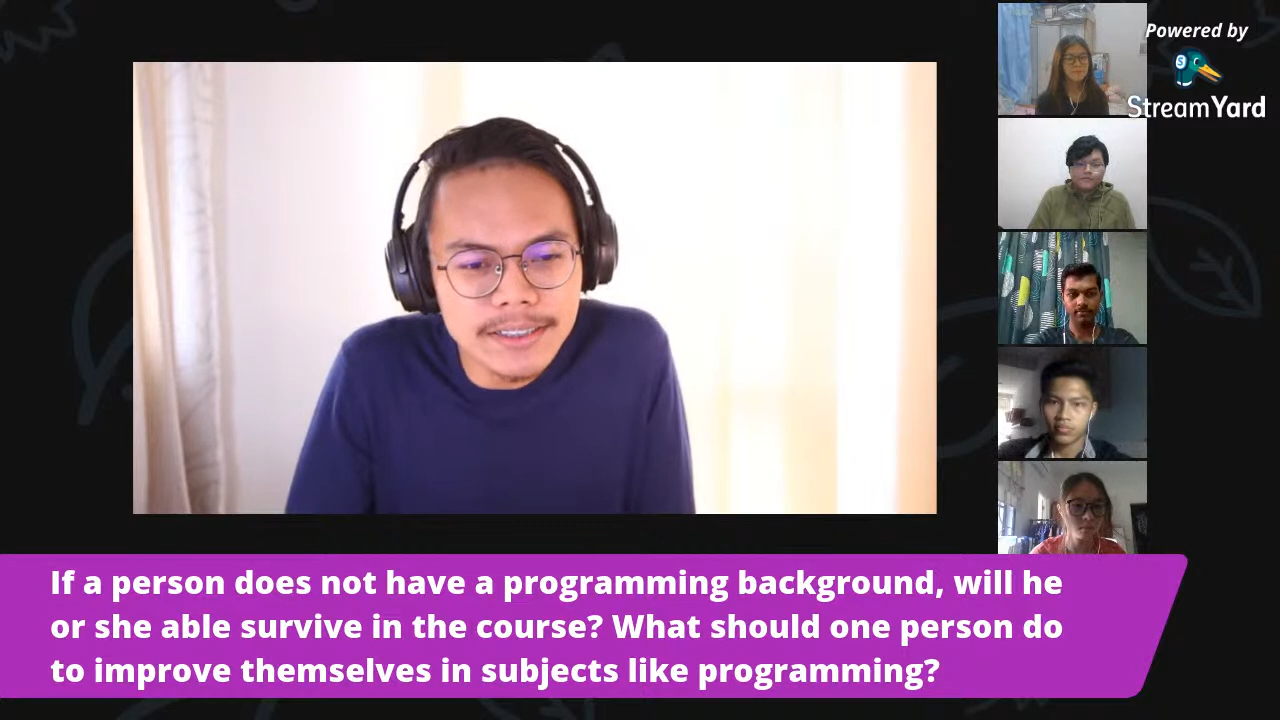 Powered by
StreamYard
If a person does not have a programming background, will he
or she able survive in the course? What should one person do
to improve themselves in subjects like programming?